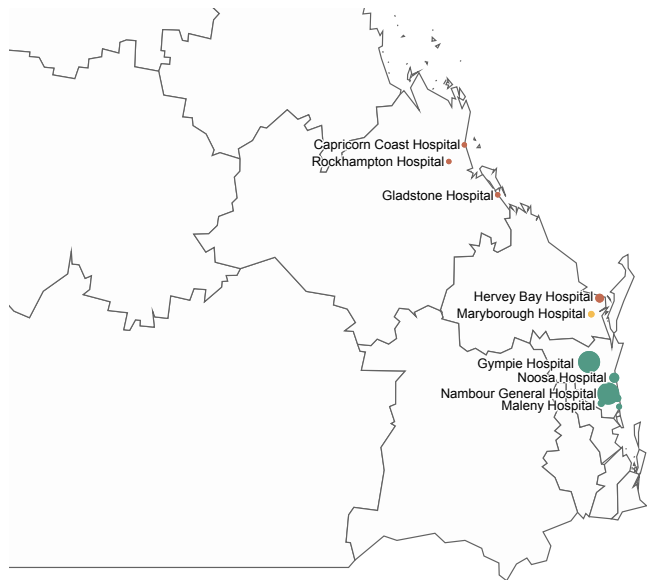 Capricorn Coast Hospital
Rockhampton Hospital
Gladstone Hospital
Hervey Bay Hospital
Maryborough Hospital
Gympie Hospital
Noosa Hospital
Nambour General Hospital
Maleny Hospital